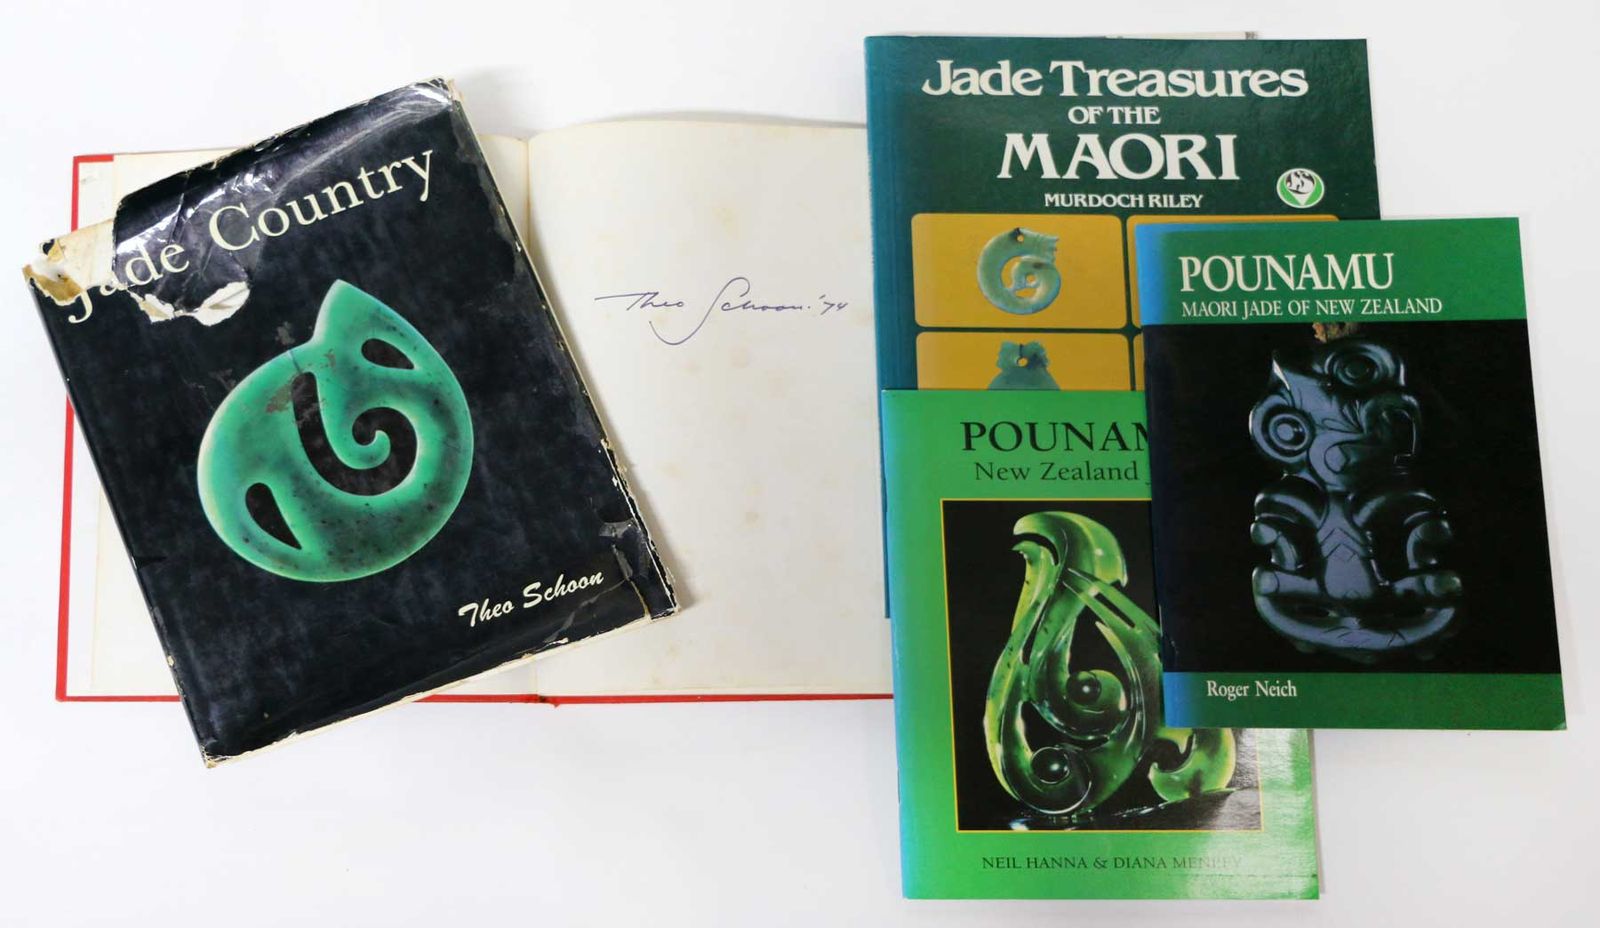 Jade Country
Theo Schoon
Theo Schoon. '74
Jade Treasures
OF THE
MAORI
MURDOCH RILEY
POUNAMU
MAORI JADE OF NEW ZEALAND
Roger Neich
POUNAM
New Zealand J
NEIL HANNA & DIANA MENEFY